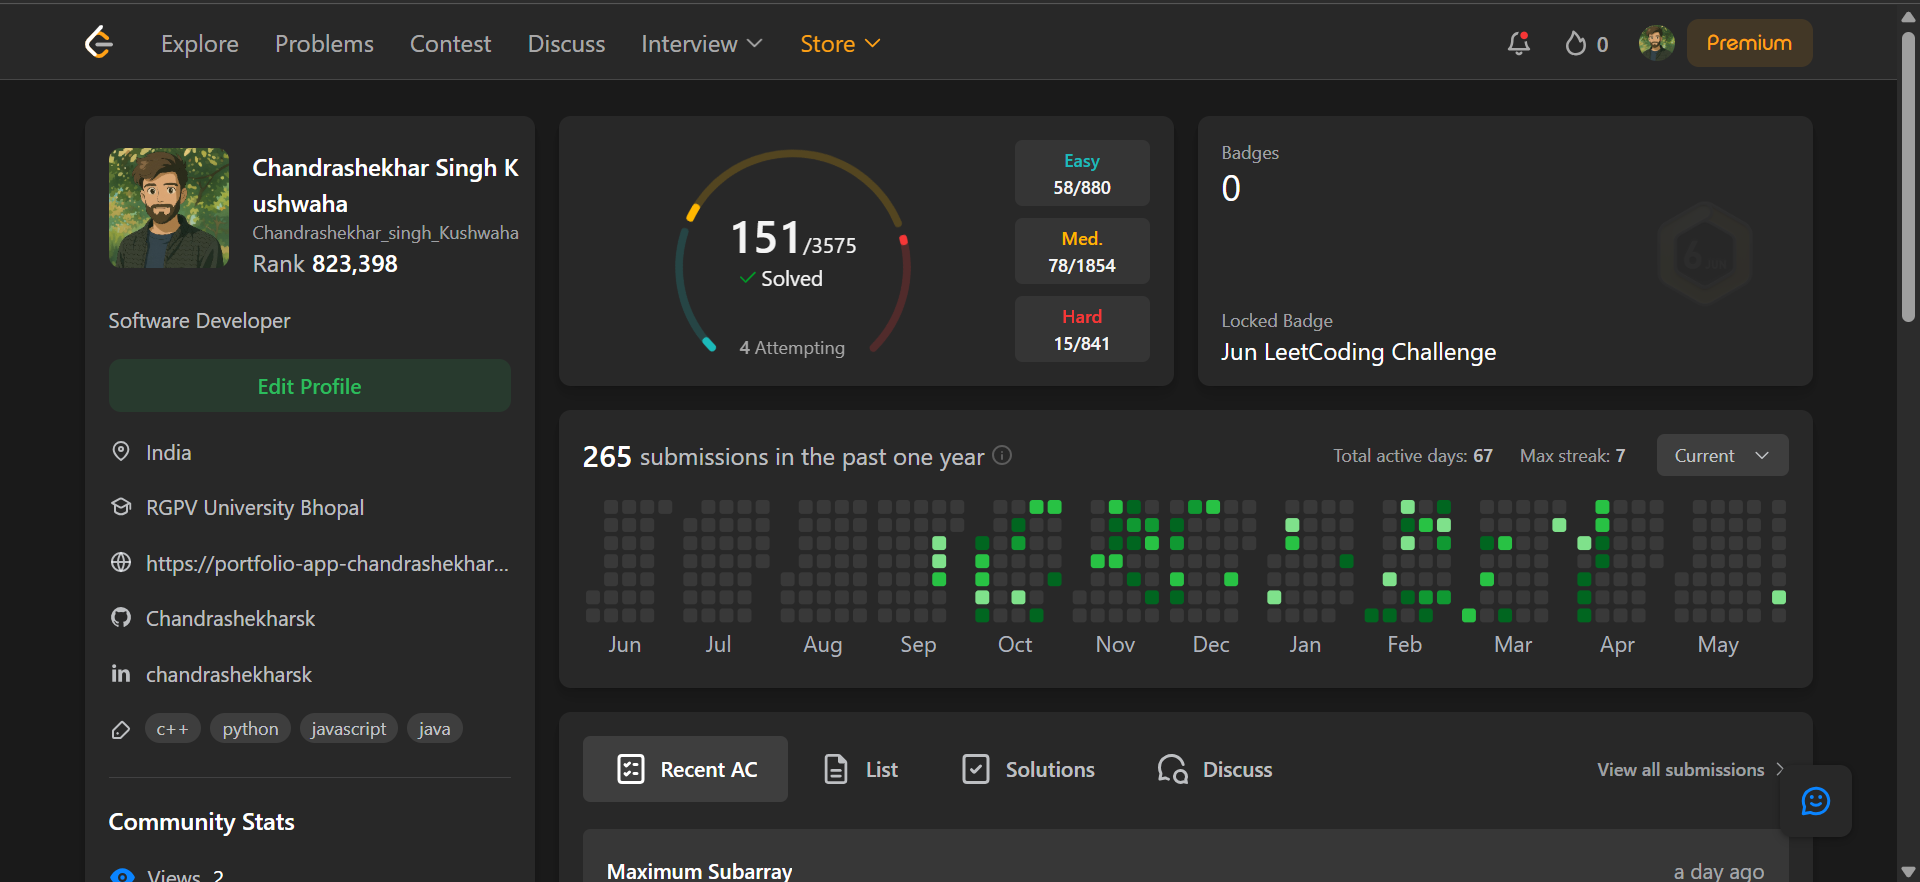 Explore Problems Contest Discuss Interview Store 0 Premium
Chandrashekhar Singh K
ushwaha
Chandrashekhar_singh_Kushwaha
Rank 823,398
Software Developer
Edit Profile
India
RGPV University Bhopal
https://portfolio-app-chandrashekhar...
Chandrashekharsk
chandrashekharsk
c++ python javascript java
Community Stats
Views 2
151/3575
Solved
4 Attempting
Easy
58/880
Med.
78/1854
Hard
15/841
Badges
0
Locked Badge
Jun LeetCoding Challenge
265 submissions in the past one year Total active days: 67 Max streak: 7 Current
Jun Jul Aug Sep Oct Nov Dec Jan Feb Mar Apr May
Recent AC List Solutions Discuss View all submissions
Maximum Subarray a day ago